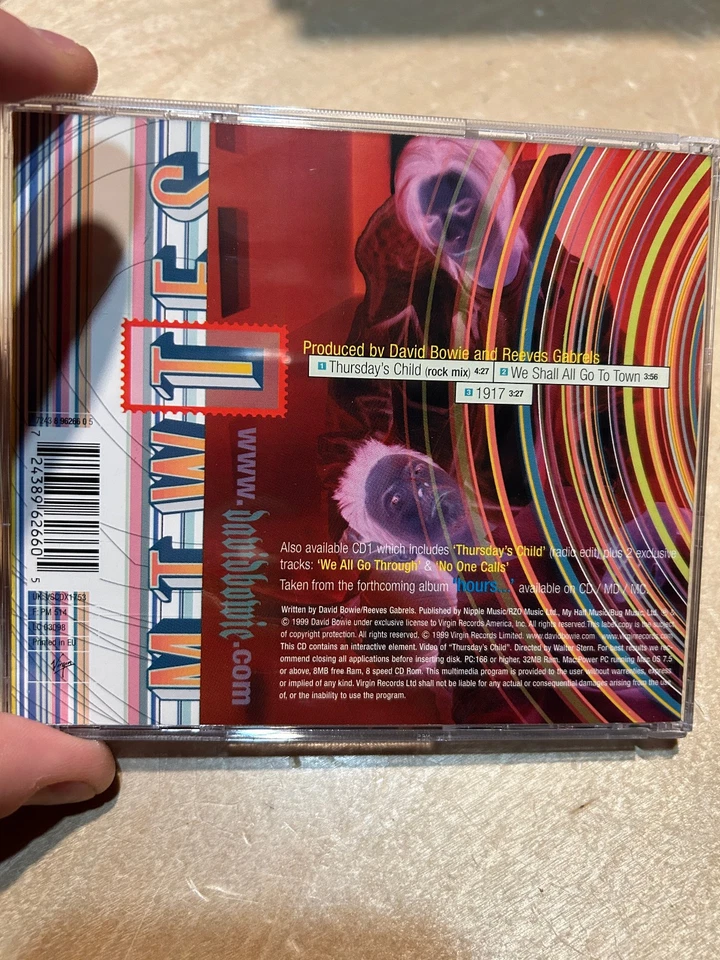 Produced by David Bowie and Reeves Gabrels
1 Thursday's Child (rock mix) 4:27 2 We Shall All Go To Town 3:56
3 1917 3:27
Also available CD1 which includes 'Thursday's Child' (radio edit) plus 2 exclusive
tracks: 'We All Go Through' & 'No One Calls'
Taken from the forthcoming album 'hours...' available on CD / MD / MC.
Written by David Bowie/Reeves Gabrels. Published by Nipple Music/RZO Music Ltd., My Half Music/Bug Music, Ltd. ℗ &
© 1999 David Bowie under exclusive license to Virgin Records America, Inc. All rights reserved. This label copy is the subject
of copyright protection. All rights reserved. © 1999 Virgin Records Limited. www.davidbowie.com www.virginrecords.com
This CD contains an interactive element. Video of "Thursday's Child". Directed by Walter Stern. For best results we rec-
ommend closing all applications before inserting disk. PC:166 or higher, 32MB Ram. Mac:Power PC running Mac OS 7.5
or above, 8MB free Ram, 8 speed CD Rom. This multimedia program is provided to the user without warranties, express
or implied of any kind. Virgin Records Ltd shall not be liable for any actual or consequential damages arising from the use
of, or the inability to use the program.
www.davidbowie.com
7243 8 96266 0 5
7 24389 62660 5
LC 03098
Printed in EU
Virgin